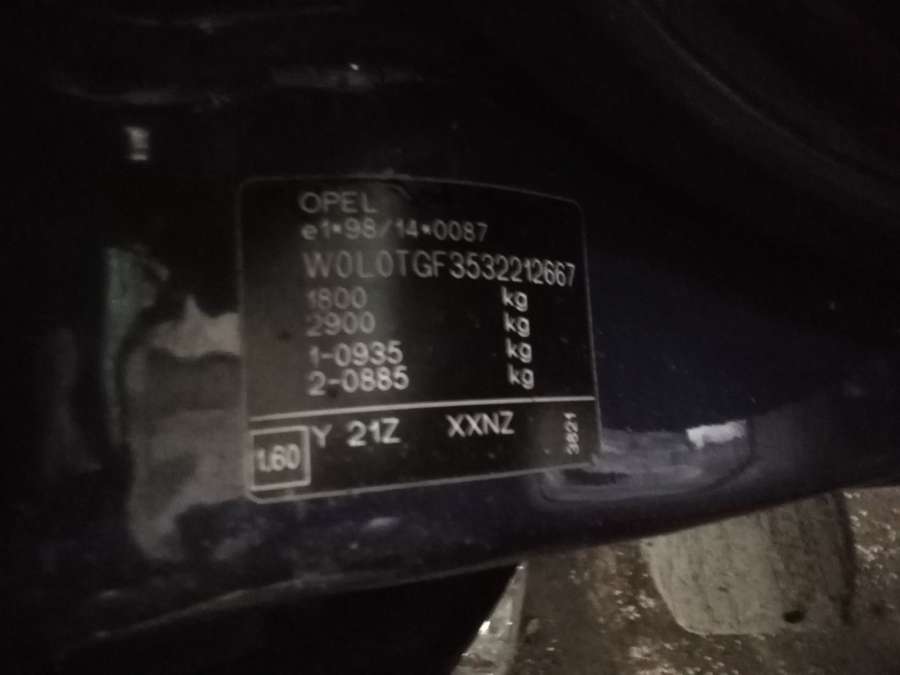 OPEL
e1*98/14*0087
W0L0TGF3532212667
1800 kg
2900 kg
1-0935 kg
2-0885 kg
1.60 Y 21Z XXNZ 3821